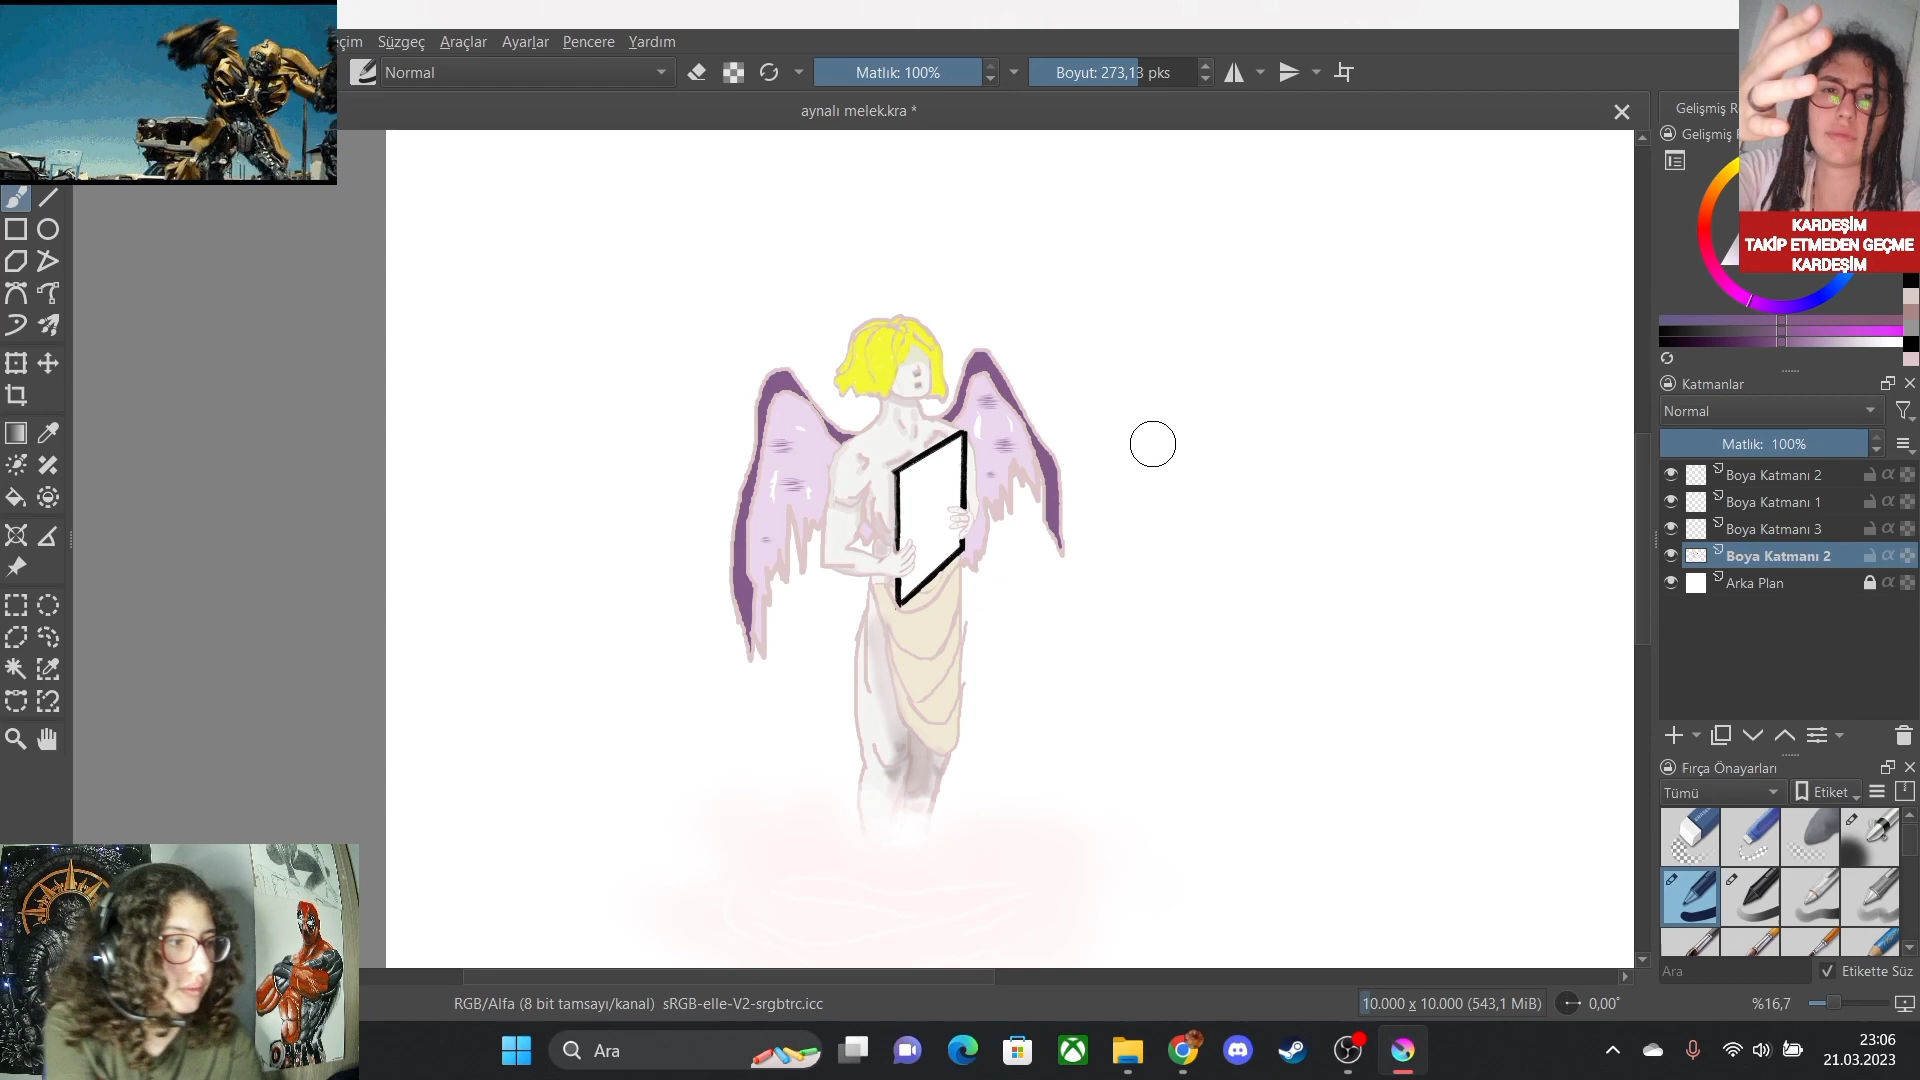 çim Süzgeç Araçlar Ayarlar Pencere Yardım
Normal
Matlık: 100%
Boyut: 273,13 pks
aynalı melek.kra *
Gelişmiş R
Gelişmiş
KARDEŞİM
TAKİP ETMEDEN GEÇME
KARDEŞİM
Katmanlar
Normal
Matlık: 100%
Boya Katmanı 2
Boya Katmanı 1
Boya Katmanı 3
Boya Katmanı 2
Arka Plan
Fırça Önayarları
Tümü
Etiket
Ara
Etikette Süz
RGB/Alfa (8 bit tamsayı/kanal) sRGB-elle-V2-srgbtrc.icc
10.000 x 10.000 (543,1 MiB)
0,00°
%16,7
Ara
23:06
21.03.2023